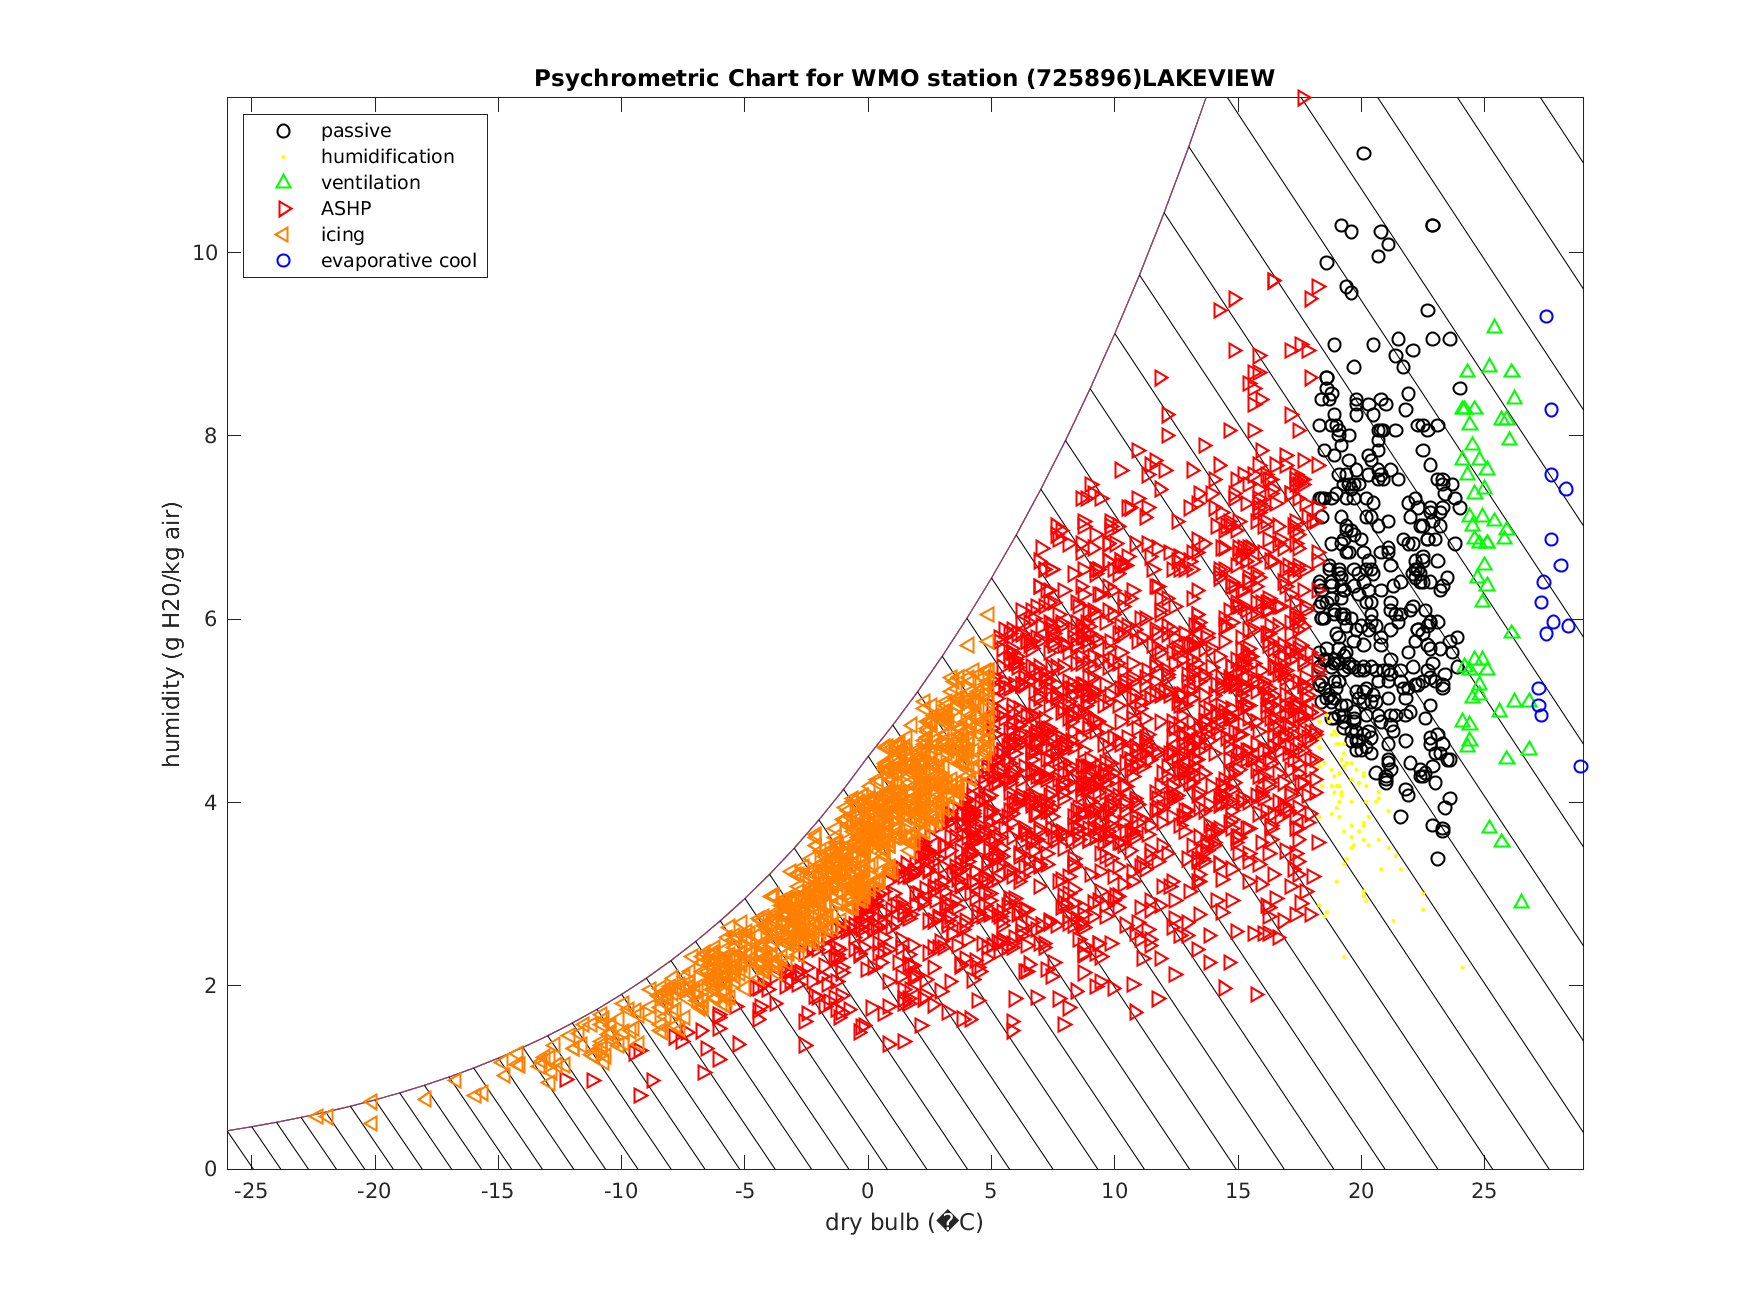 Psychrometric Chart for WMO station (725896)LAKEVIEW
passive
humidification
ventilation
ASHP
icing
evaporative cool
humidity (g H20/kg air)
10
8
6
4
2
0
-25 -20 -15 -10 -5 0 5 10 15 20 25
dry bulb (�C)